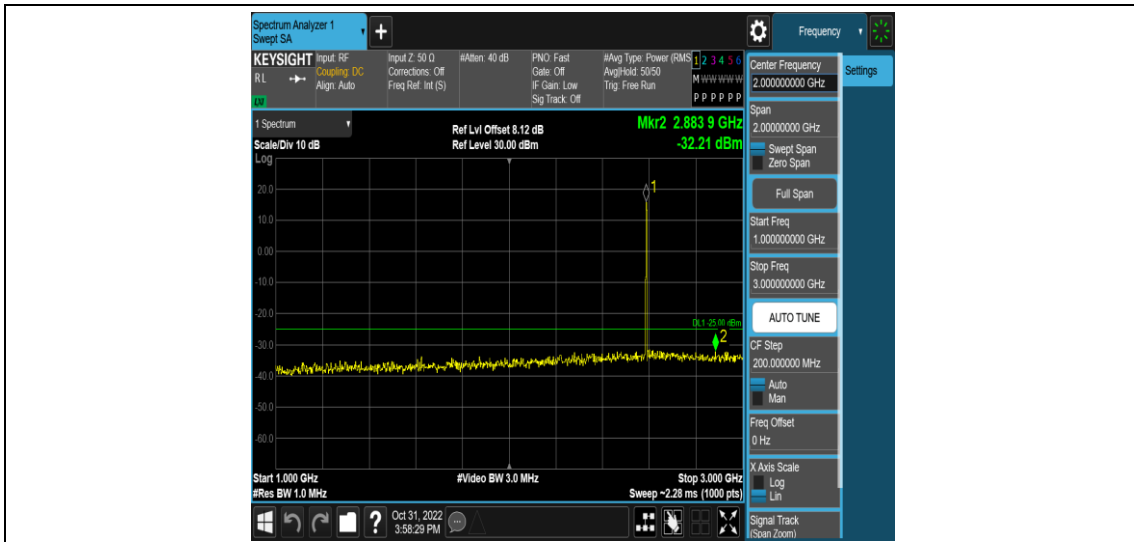 Spectrum Analyzer 1
Swept SA
+
Frequency
KEYSIGHT
RL
LXI
Input: RF
Coupling: DC
Align: Auto
Input Z: 50 Ω
Corrections: Off
Freq Ref: Int (S)
#Atten: 40 dB
PNO: Fast
Gate: Off
IF Gain: Low
Sig Track: Off
#Avg Type: Power (RMS
Avg|Hold: 50/50
Trig: Free Run
1 2 3 4 5 6
M W W W W W
P P P P P P
1 Spectrum
Scale/Div 10 dB
Log
Ref Lvl Offset 8.12 dB
Ref Level 30.00 dBm
Mkr2 2.883 9 GHz
-32.21 dBm
20.0
10.0
0.00
-10.0
-20.0
-30.0
-40.0
-50.0
-60.0
1
DL1 -25.00 dBm
2
Start 1.000 GHz
#Res BW 1.0 MHz
#Video BW 3.0 MHz
Stop 3.000 GHz
Sweep ~2.28 ms (1000 pts)
Center Frequency
2.000000000 GHz
Settings
Span
2.00000000 GHz
Swept Span
Zero Span
Full Span
Start Freq
1.000000000 GHz
Stop Freq
3.000000000 GHz
AUTO TUNE
CF Step
200.000000 MHz
Auto
Man
Freq Offset
0 Hz
X Axis Scale
Log
Lin
Signal Track
(Span Zoom)
?
Oct 31, 2022
3:58:29 PM